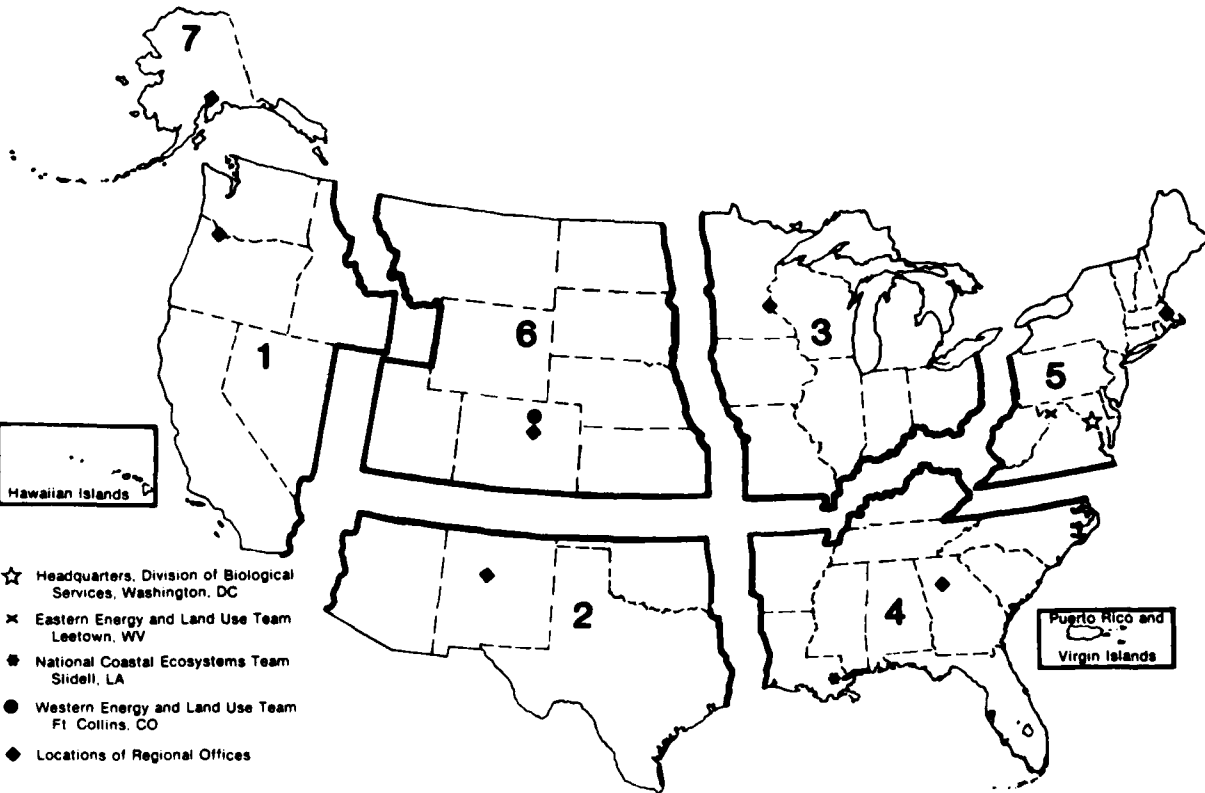 7
1
6
3
5
2
4
Hawaiian Islands
Puerto Rico and
Virgin Islands
Headquarters, Division of Biological
Services, Washington, DC
Eastern Energy and Land Use Team
Leetown, WV
National Coastal Ecosystems Team
Slidell, LA
Western Energy and Land Use Team
Ft Collins, CO
Locations of Regional Offices